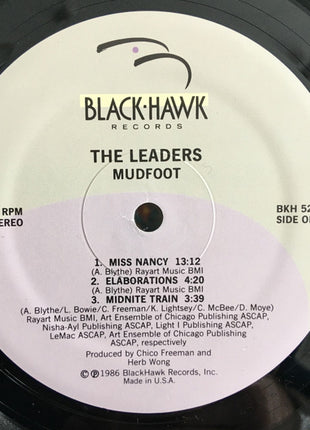 BLACK·HAWK
RECORDS
THE LEADERS
MUDFOOT
RPM
BKH 52
SIDE
1. MISS NANCY 13:12
(A. Blythe) Rayart Music BMI
2. ELABORATIONS 4:20
(A. Blythe) Rayart Music BMI
3. MIDNITE TRAIN 3:39
(A. Blythe/L. Bowie/C. Freeman/K. Lightsey/C. McBee/D. Moye)
Rayart Music BMI, Art Ensemble of Chicago Publishing ASCAP,
Nisha-Ayl Publishing ASCAP, Light I Publishing ASCAP,
LeMac ASCAP, Art Ensemble of Chicago Publishing
ASCAP, respectively
Produced by Chico Freeman and
Herb Wong
©℗1986 BlackHawk Records, Inc.
Made in U.S.A.